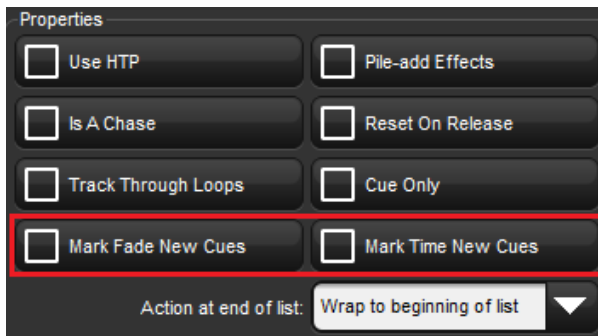 Properties
Use HTP
Pile-add Effects
Is A Chase
Reset On Release
Track Through Loops
Cue Only
Mark Fade New Cues
Mark Time New Cues
Action at end of list: Wrap to beginning of list